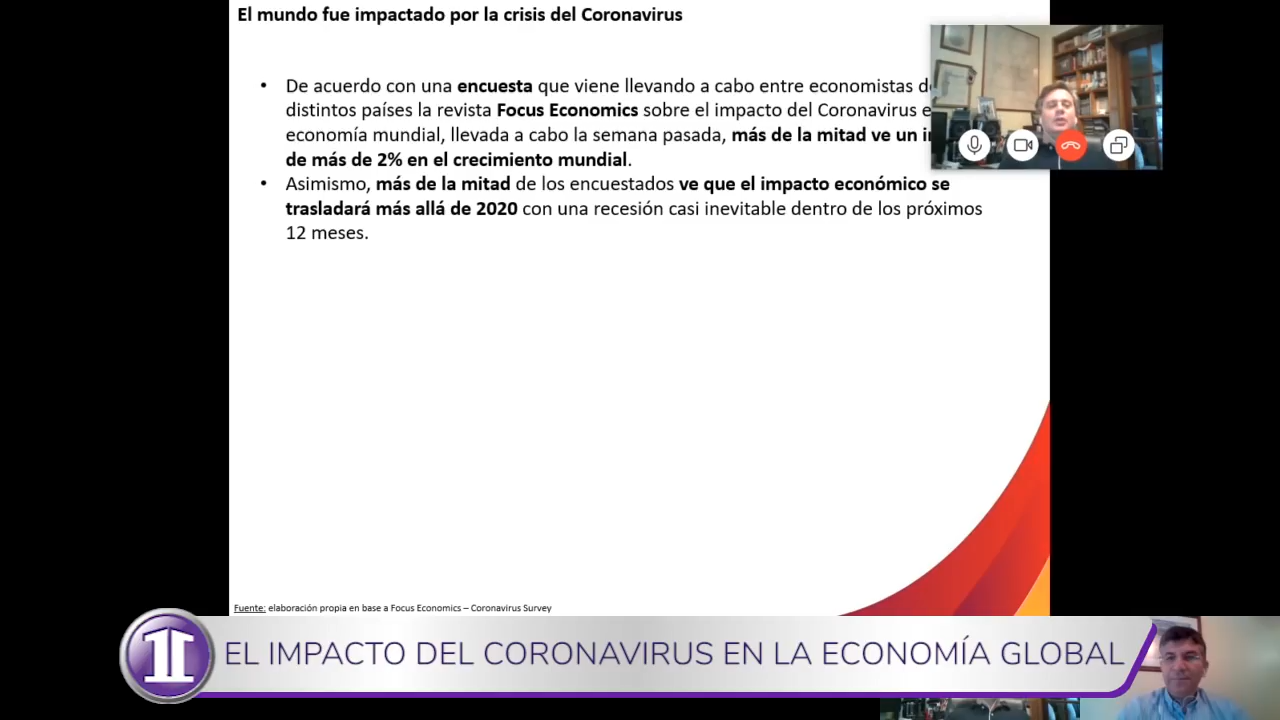 El mundo fue impactado por la crisis del Coronavirus
• De acuerdo con una encuesta que viene llevando a cabo entre economistas
distintos países la revista Focus Economics sobre el impacto del Coronavirus
economía mundial, llevada a cabo la semana pasada, más de la mitad ve un
de más de 2% en el crecimiento mundial.
• Asimismo, más de la mitad de los encuestados ve que el impacto económico se
trasladará más allá de 2020 con una recesión casi inevitable dentro de los próximos
12 meses.
Fuente: elaboración propia en base a Focus Economics – Coronavirus Survey
EL IMPACTO DEL CORONAVIRUS EN LA ECONOMÍA GLOBAL